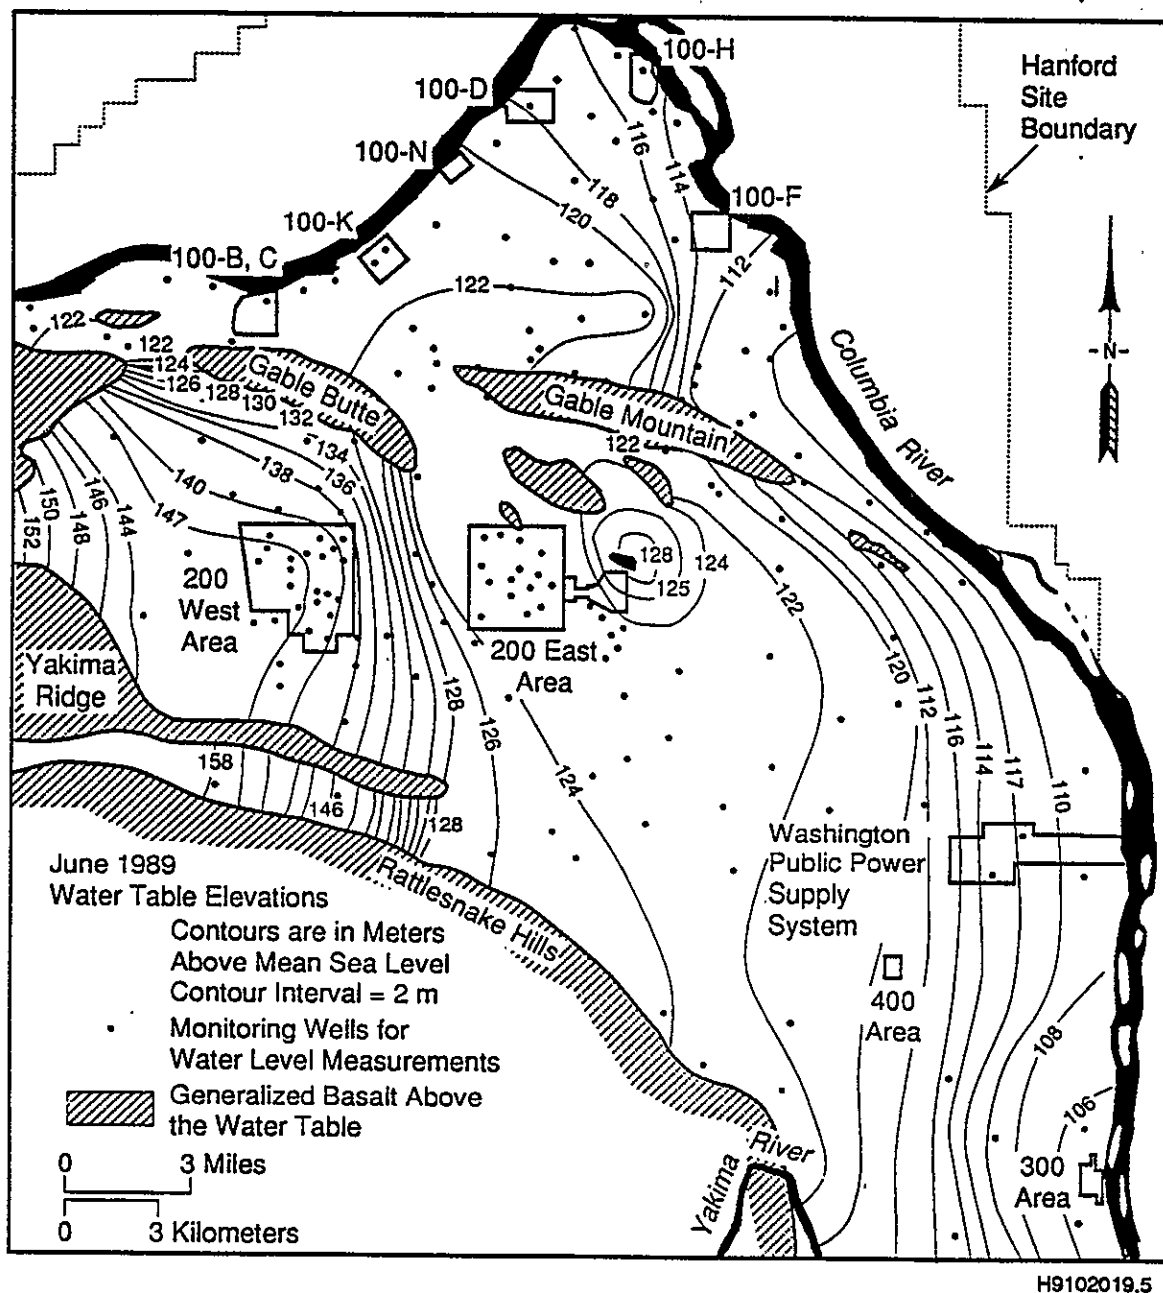 100-H
Hanford
Site
Boundary
100-D
100-N
116
114
118
120
100-F
100-K
112
100-B, C
122
122
122
124
126
128
130
132
Gable Butte
Gable Mountain
Columbia River
-N-
134
136
138
140
147
122
146
150
144
148
152
128
124
125
122
200
West
Area
200 East
Area
120
112
116
114
117
110
Yakima
Ridge
128
126
124
158
146
128
Washington
Public Power
Supply
System
Rattlesnake Hills
June 1989
Water Table Elevations
Contours are in Meters
Above Mean Sea Level
Contour Interval = 2 m
Monitoring Wells for
Water Level Measurements
Generalized Basalt Above
the Water Table
400
Area
108
106
300
Area
Yakima River
0 3 Miles
0 3 Kilometers
H9102019.5